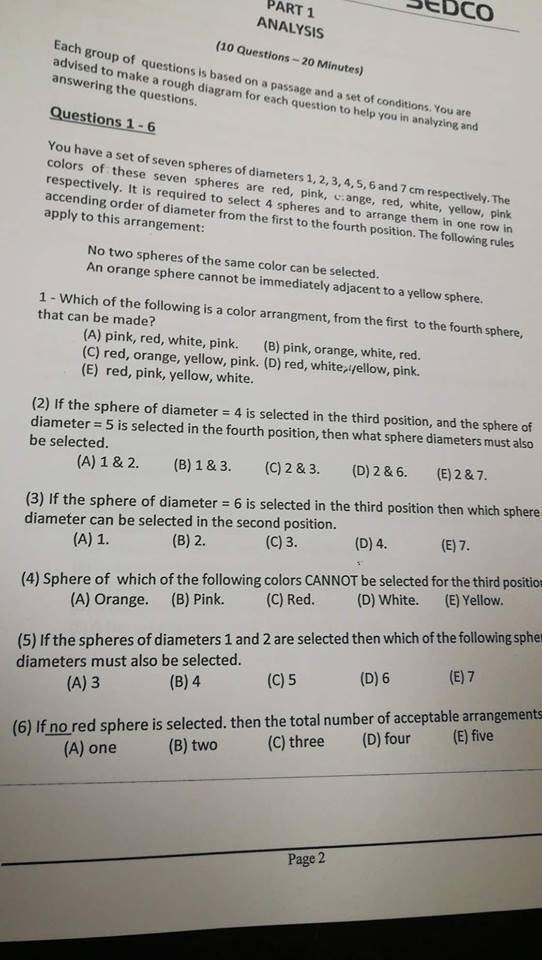 SEDCO
PART 1
ANALYSIS
(10 Questions – 20 Minutes)
Each group of questions is based on a passage and a set of conditions. You are
advised to make a rough diagram for each question to help you in analyzing and
answering the questions.
Questions 1 - 6
You have a set of seven spheres of diameters 1, 2, 3, 4, 5, 6 and 7 cm respectively. The
colors of these seven spheres are red, pink, orange, red, white, yellow, pink
respectively. It is required to select 4 spheres and to arrange them in one row in
accending order of diameter from the first to the fourth position. The following rules
apply to this arrangement:
No two spheres of the same color can be selected.
An orange sphere cannot be immediately adjacent to a yellow sphere.
1 - Which of the following is a color arrangment, from the first to the fourth sphere,
that can be made?
(A) pink, red, white, pink. (B) pink, orange, white, red.
(C) red, orange, yellow, pink. (D) red, white, yellow, pink.
(E) red, pink, yellow, white.
(2) If the sphere of diameter = 4 is selected in the third position, and the sphere of
diameter = 5 is selected in the fourth position, then what sphere diameters must also
be selected.
(A) 1 & 2. (B) 1 & 3. (C) 2 & 3. (D) 2 & 6. (E) 2 & 7.
(3) If the sphere of diameter = 6 is selected in the third position then which sphere
diameter can be selected in the second position.
(A) 1. (B) 2. (C) 3. (D) 4. (E) 7.
(4) Sphere of which of the following colors CANNOT be selected for the third
(A) Orange. (B) Pink. (C) Red. (D) White. (E) Yellow.
(5) If the spheres of diameters 1 and 2 are selected then which of the following
diameters must also be selected.
(A) 3 (B) 4 (C) 5 (D) 6 (E) 7
(6) If no red sphere is selected. then the total number of acceptable arrangements
(A) one (B) two (C) three (D) four (E) five
Page 2